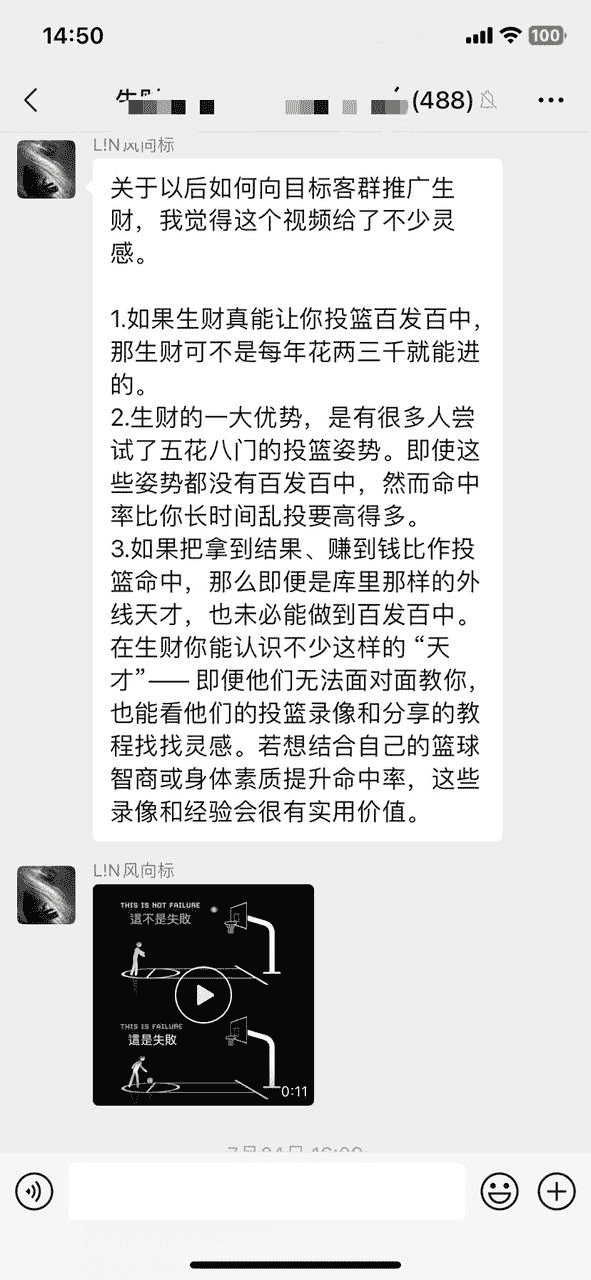 14:50
100
(488)
L!N风向标
关于以后如何向目标客群推广生
财，我觉得这个视频给了不少灵
感。
1.如果生财真能让你投篮百发百中，
那生财可不是每年花两三千就能进
的。
2.生财的一大优势，是有很多人尝
试了五花八门的投篮姿势。即使这
些姿势都没有百发百中，然而命中
率比你长时间乱投要高得多。
3.如果把拿到结果、赚到钱比作投
篮命中，那么即便是库里那样的外
线天才，也未必能做到百发百中。
在生财你能认识不少这样的 “天
才”—— 即便他们无法面对面教你，
也能看他们的投篮录像和分享的教
程找找灵感。若想结合自己的篮球
智商或身体素质提升命中率，这些
录像和经验会很有实用价值。
L!N风向标
THIS IS NOT FAILURE
這不是失敗
THIS IS FAILURE
這是失敗
0:11